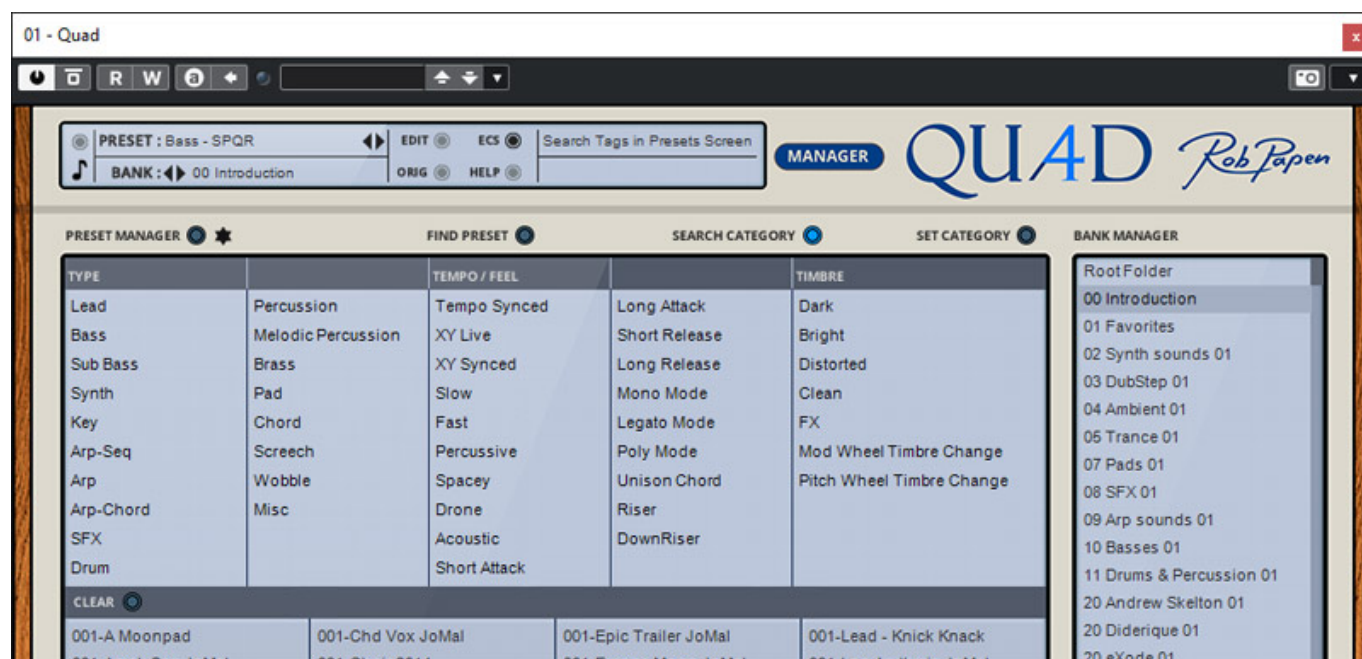 01 - Quad
R W a
PRESET : Bass - SPQR EDIT ECS Search Tags in Presets Screen
BANK : 00 Introduction ORIG HELP
MANAGER
QUAD
Rob Papen
PRESET MANAGER FIND PRESET SEARCH CATEGORY SET CATEGORY BANK MANAGER
TYPE TEMPO / FEEL TIMBRE
Lead Percussion Tempo Synced Long Attack Dark
Bass Melodic Percussion XY Live Short Release Bright
Sub Bass Brass XY Synced Long Release Distorted
Synth Pad Slow Mono Mode Clean
Key Chord Fast Legato Mode FX
Arp-Seq Screech Percussive Poly Mode Mod Wheel Timbre Change
Arp Wobble Spacey Unison Chord Pitch Wheel Timbre Change
Arp-Chord Misc Drone Riser
SFX Acoustic DownRiser
Drum Short Attack
CLEAR
001-A Moonpad 001-Chd Vox JoMal 001-Epic Trailer JoMal 001-Lead - Knick Knack
RootFolder
00 Introduction
01 Favorites
02 Synth sounds 01
03 DubStep 01
04 Ambient 01
05 Trance 01
07 Pads 01
08 SFX 01
09 Arp sounds 01
10 Basses 01
11 Drums & Percussion 01
20 Andrew Skelton 01
20 Diderique 01
20 eXode 01